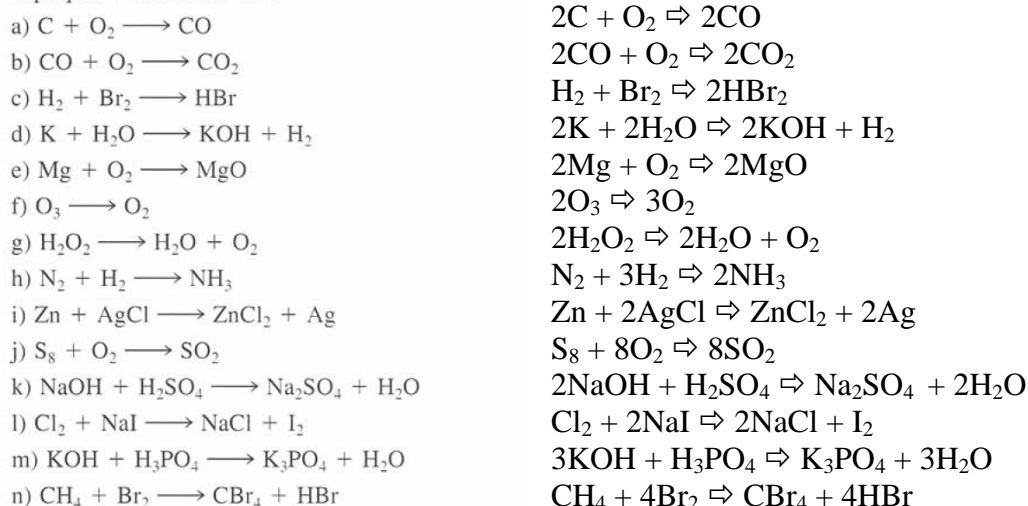 a) C + O₂ ⟶ CO
b) CO + O₂ ⟶ CO₂
c) H₂ + Br₂ ⟶ HBr
d) K + H₂O ⟶ KOH + H₂
e) Mg + O₂ ⟶ MgO
f) O₃ ⟶ O₂
g) H₂O₂ ⟶ H₂O + O₂
h) N₂ + H₂ ⟶ NH₃
i) Zn + AgCl ⟶ ZnCl₂ + Ag
j) S₈ + O₂ ⟶ SO₂
k) NaOH + H₂SO₄ ⟶ Na₂SO₄ + H₂O
l) Cl₂ + NaI ⟶ NaCl + I₂
m) KOH + H₃PO₄ ⟶ K₃PO₄ + H₂O
n) CH₄ + Br₂ ⟶ CBr₄ + HBr
2C + O₂ ⇨ 2CO
2CO + O₂ ⇨ 2CO₂
H₂ + Br₂ ⇨ 2HBr₂
2K + 2H₂O ⇨ 2KOH + H₂
2Mg + O₂ ⇨ 2MgO
2O₃ ⇨ 3O₂
2H₂O₂ ⇨ 2H₂O + O₂
N₂ + 3H₂ ⇨ 2NH₃
Zn + 2AgCl ⇨ ZnCl₂ + 2Ag
S₈ + 8O₂ ⇨ 8SO₂
2NaOH + H₂SO₄ ⇨ Na₂SO₄ + 2H₂O
Cl₂ + 2NaI ⇨ 2NaCl + I₂
3KOH + H₃PO₄ ⇨ K₃PO₄ + 3H₂O
CH₄ + 4Br₂ ⇨ CBr₄ + 4HBr